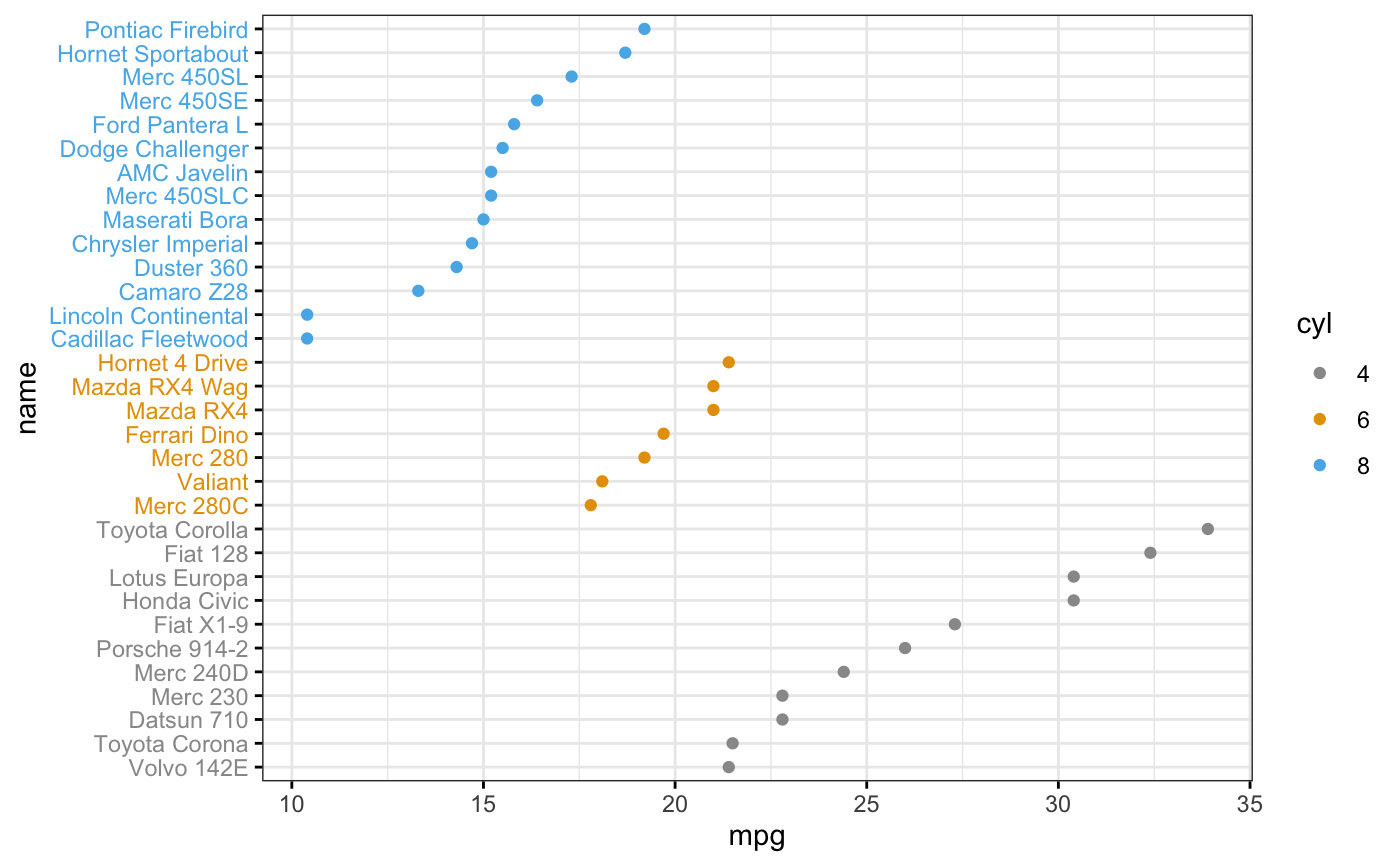 Pontiac Firebird
Hornet Sportabout
Merc 450SL
Merc 450SE
Ford Pantera L
Dodge Challenger
AMC Javelin
Merc 450SLC
Maserati Bora
Chrysler Imperial
Duster 360
Camaro Z28
Lincoln Continental
Cadillac Fleetwood
Hornet 4 Drive
Mazda RX4 Wag
Mazda RX4
Ferrari Dino
Merc 280
Valiant
Merc 280C
Toyota Corolla
Fiat 128
Lotus Europa
Honda Civic
Fiat X1-9
Porsche 914-2
Merc 240D
Merc 230
Datsun 710
Toyota Corona
Volvo 142E
name
10 15 20 25 30 35
mpg
cyl
4
6
8